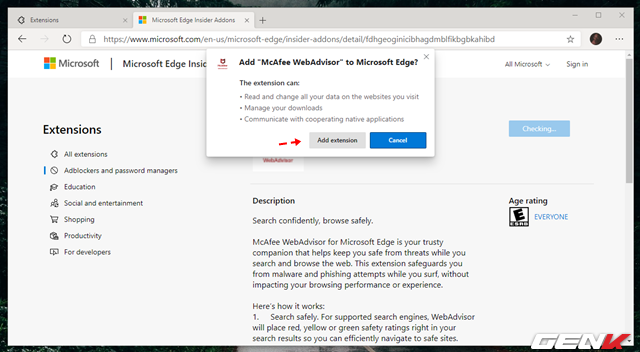 Extensions
Microsoft Edge Insider Addons
https://www.microsoft.com/en-us/microsoft-edge/insider-addons/detail/fdhgeoginicibhagdmblfikbgbkahibd
Microsoft
Microsoft Edge Insid
All Microsoft
Sign in
McAfee
Add "McAfee WebAdvisor" to Microsoft Edge?
The extension can:
• Read and change all your data on the websites you visit
• Manage your downloads
• Communicate with cooperating native applications
Add extension
Cancel
Checking...
WebAdvisor
Extensions
All extensions
Adblockers and password managers
Education
Social and entertainment
Shopping
Productivity
For developers
Description
Search confidently, browse safely.
McAfee WebAdvisor for Microsoft Edge is your trusty
companion that helps keep you safe from threats while you
search and browse the web. This extension safeguards you
from malware and phishing attempts while you surf, without
impacting your browsing performance or experience.
Here's how it works:
1. Search safely. For supported search engines, WebAdvisor
will place red, yellow or green safety ratings right in your
search results so you can efficiently navigate to safe sites.
Age rating
E
ESRB
EVERYONE
GENK